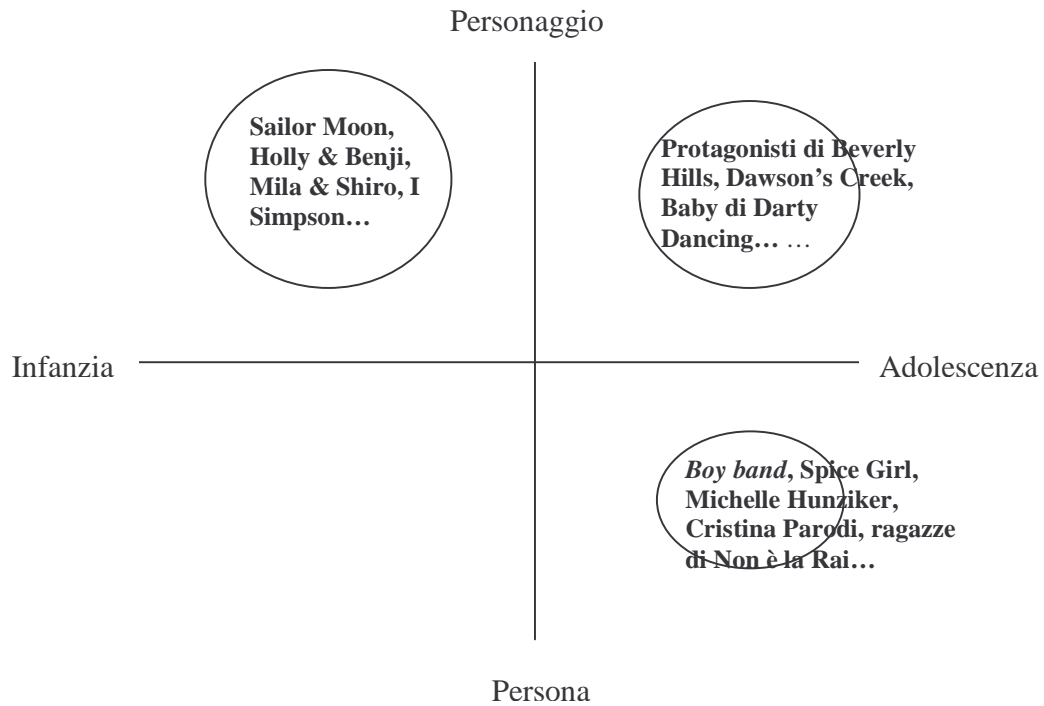 Personaggio
Sailor Moon,
Holly & Benji,
Mila & Shiro, I
Simpson…
Protagonisti di Beverly
Hills, Dawson’s Creek,
Baby di Darty
Dancing… …
Infanzia
Adolescenza
Boy band, Spice Girl,
Michelle Hunziker,
Cristina Parodi, ragazze
di Non è la Rai…
Persona